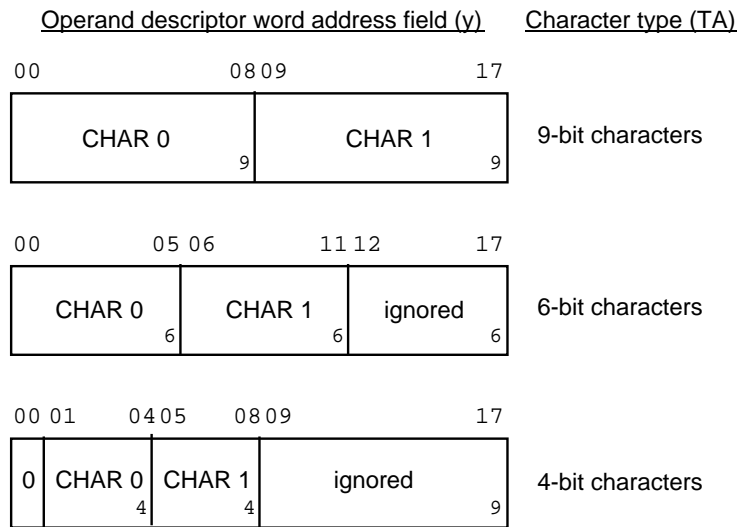 Operand descriptor word address field (y) Character type (TA)
00 08 09 17
CHAR 0 CHAR 1 9-bit characters
9 9
00 05 06 11 12 17
CHAR 0 CHAR 1 ignored 6-bit characters
6 6 6
00 01 04 05 08 09 17
0 CHAR 0 CHAR 1 ignored 4-bit characters
4 4 9